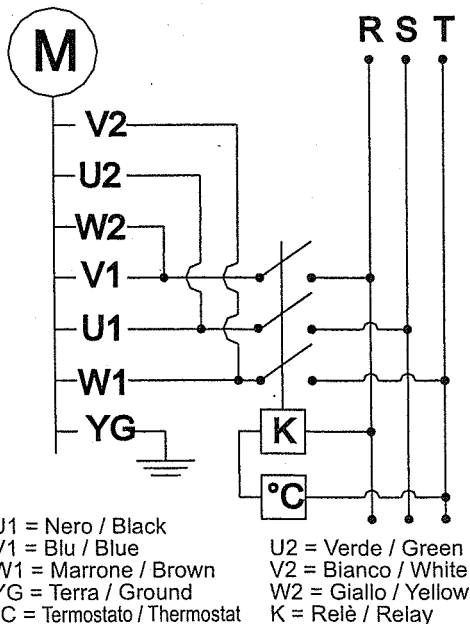 M
R S T
V2
U2
W2
V1
U1
W1
YG
K
°C
U1 = Nero / Black
V1 = Blu / Blue
W1 = Marrone / Brown
YG = Terra / Ground
°C = Termostato / Thermostat
U2 = Verde / Green
V2 = Bianco / White
W2 = Giallo / Yellow
K = Relè / Relay